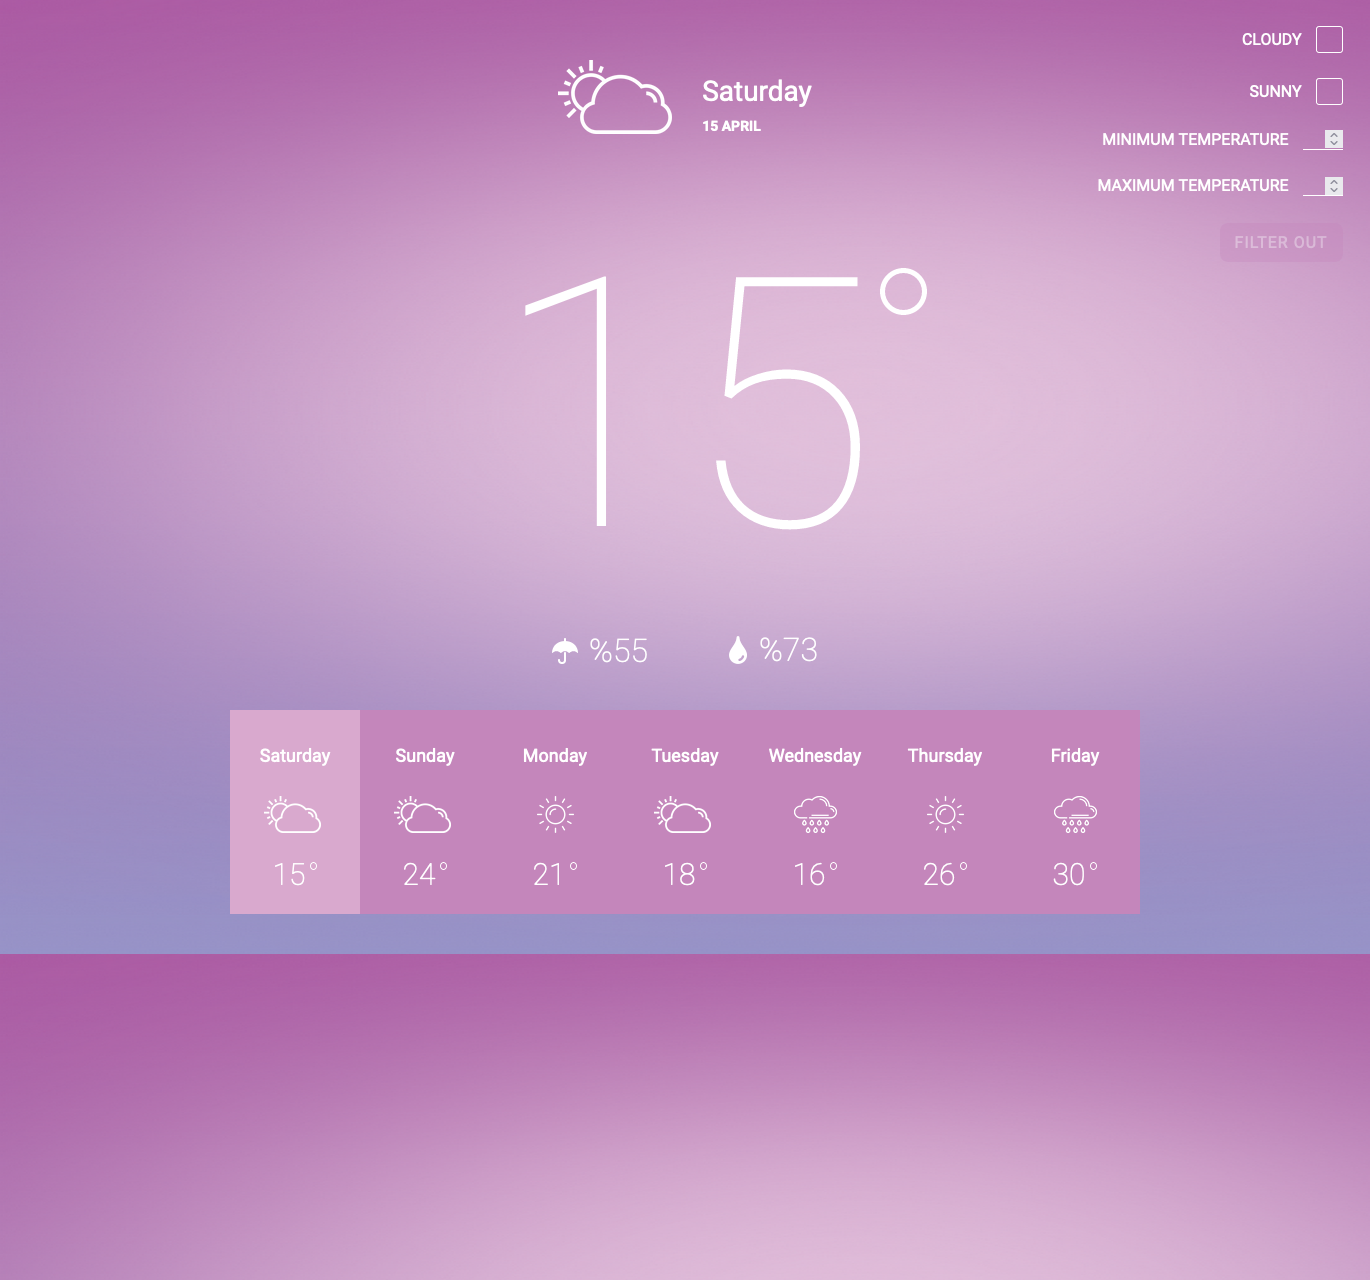 CLOUDY
SUNNY
Saturday
15 APRIL
MINIMUM TEMPERATURE
MAXIMUM TEMPERATURE
FILTER OUT
15°
%55 %73
Saturday Sunday Monday Tuesday Wednesday Thursday Friday
15° 24° 21° 18° 16° 26° 30°